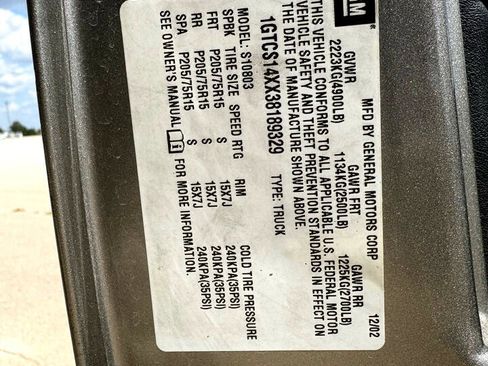 GM
MFD BY GENERAL MOTORS CORP 12/02
GVWR GAWR FRT GAWR RR
2223KG(4900LB) 1134KG(2500LB) 1225KG(2700LB)
THIS VEHICLE CONFORMS TO ALL APPLICABLE U.S. FEDERAL MOTOR
VEHICLE SAFETY AND THEFT PREVENTION STANDARDS IN EFFECT ON
THE DATE OF MANUFACTURE SHOWN ABOVE.
1GTCS14XX38189329 TYPE: TRUCK
MODEL: S10803
SPBK TIRE SIZE SPEED RTG RIM COLD TIRE PRESSURE
FRT P205/75R15 S 15X7J 240KPA(35PSI)
RR P205/75R15 S 15X7J 240KPA(35PSI)
SPA P205/75R15 S 15X7J 240KPA(35PSI)
SEE OWNER'S MANUAL FOR MORE INFORMATION.